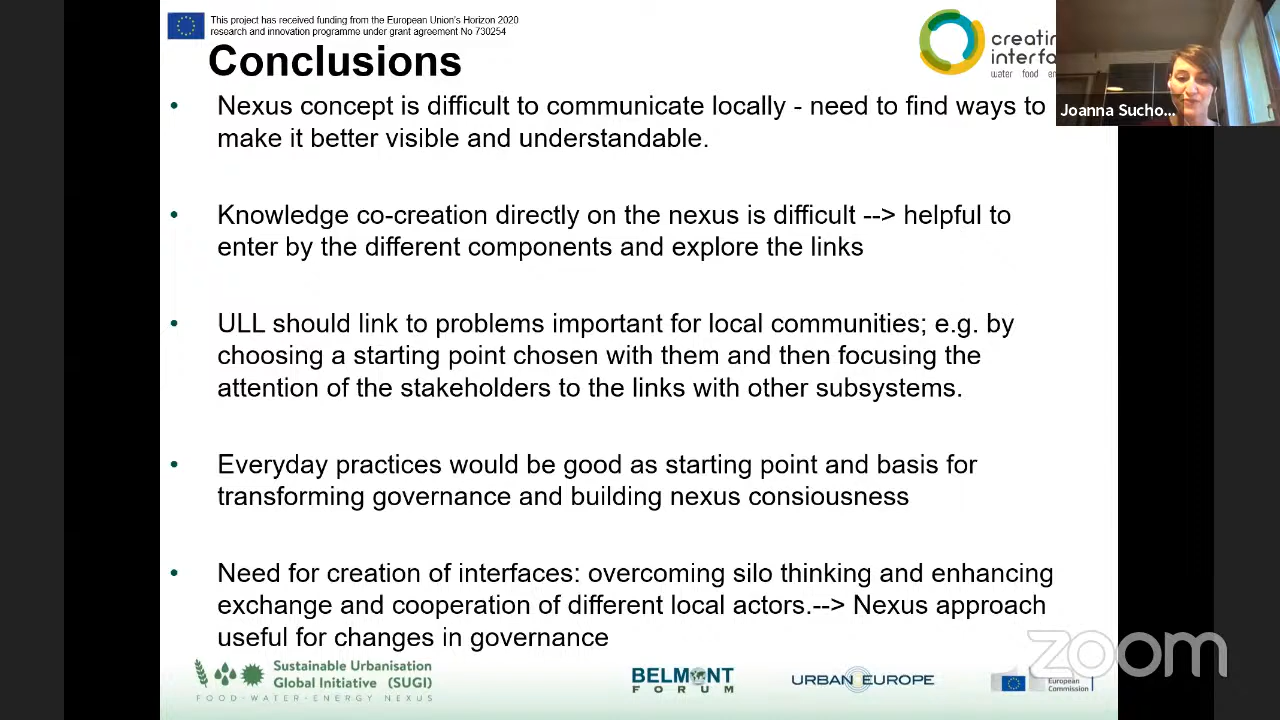 This project has received funding from the European Union's Horizon 2020
research and innovation programme under grant agreement No 730254
Conclusions
creatin
interfa
water food en
Joanna Sucho...
• Nexus concept is difficult to communicate locally - need to find ways to
make it better visible and understandable.
• Knowledge co-creation directly on the nexus is difficult --> helpful to
enter by the different components and explore the links
• ULL should link to problems important for local communities; e.g. by
choosing a starting point chosen with them and then focusing the
attention of the stakeholders to the links with other subsystems.
• Everyday practices would be good as starting point and basis for
transforming governance and building nexus consiousness
• Need for creation of interfaces: overcoming silo thinking and enhancing
exchange and cooperation of different local actors.--> Nexus approach
useful for changes in governance
zoom
Sustainable Urbanisation
Global Initiative (SUGI)
FOOD-WATER-ENERGY NEXUS
BELMONT
FORUM
URBAN EUROPE
European
Commission